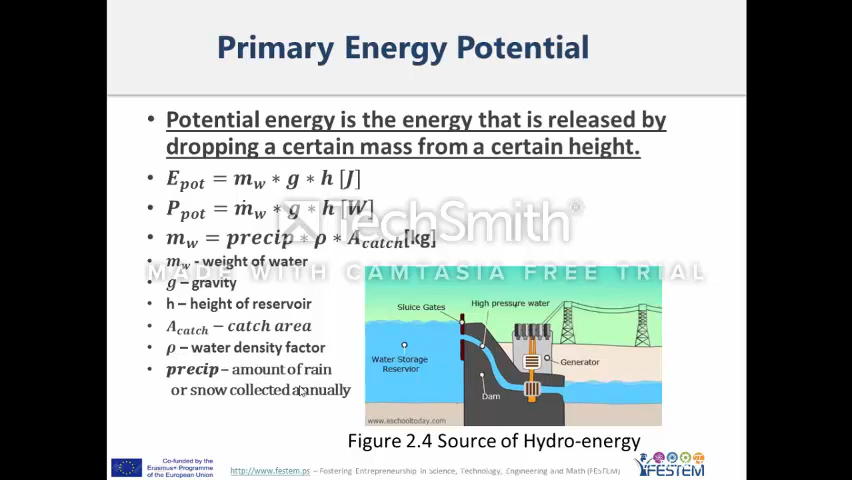 Primary Energy Potential
• Potential energy is the energy that is released by
dropping a certain mass from a certain height.
• E_pot = m_w ∗ g ∗ h [J]
• P_pot = ṁ_w ∗ g ∗ h [W]
• m_w = precip ∗ ρ ∗ A_catch[kg]
• m_w - weight of water
• g – gravity
• h – height of reservoir
• A_catch – catch area
• ρ – water density factor
• precip – amount of rain
or snow collected annually
TechSmith®
MADE WITH CAMTASIA FREE TRIAL
Sluice Gates
High pressure water
Water Storage
Reservior
Generator
Dam
www.eschooltoday.com
Figure 2.4 Source of Hydro-energy
Co-funded by the
Erasmus+ Programme
of the European Union
http://www.festem.ps – Fostering Entrepreneurship in Science, Technology, Engineering and Math (FESTEM)
FESTEM